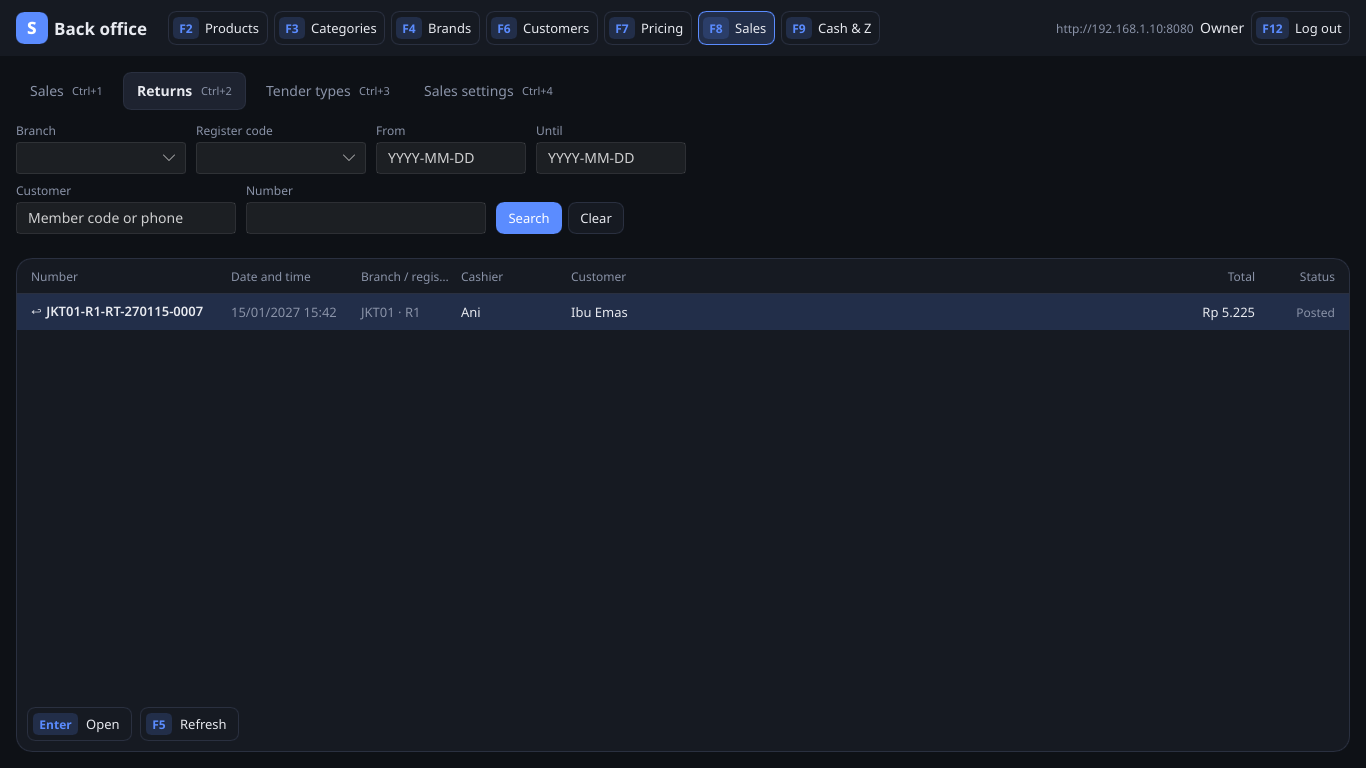 S Back office F2 Products F3 Categories F4 Brands F6 Customers F7 Pricing F8 Sales F9 Cash & Z http://192.168.1.10:8080 Owner F12 Log out
Sales Ctrl+1 Returns Ctrl+2 Tender types Ctrl+3 Sales settings Ctrl+4
Branch Register code From Until
YYYY-MM-DD YYYY-MM-DD
Customer Number
Member code or phone Search Clear
Number Date and time Branch / regis... Cashier Customer Total Status
↩ JKT01-R1-RT-270115-0007 15/01/2027 15:42 JKT01 · R1 Ani Ibu Emas Rp 5.225 Posted
Enter Open F5 Refresh